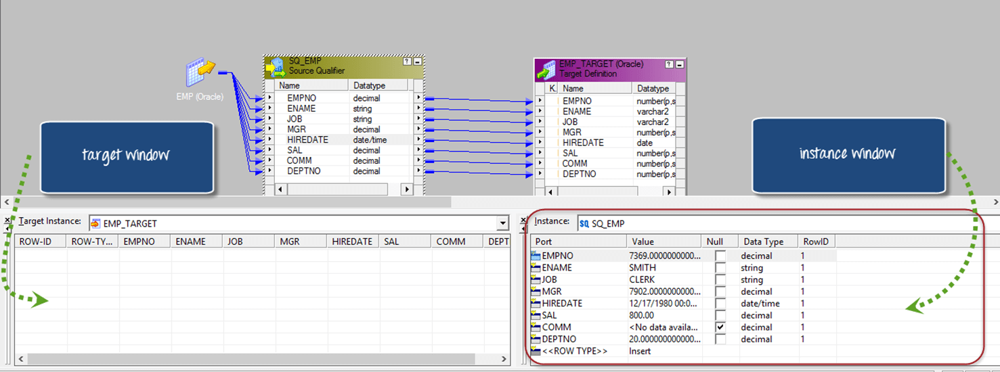 SQ_EMP
Source Qualifier
Name Datatype
EMPNO decimal
ENAME string
JOB string
MGR decimal
HIREDATE date/time
SAL decimal
COMM decimal
DEPTNO decimal
EMP (Oracle)
EMP_TARGET (Oracle)
Target Definition
K. Name Datatype
EMPNO number(p,s
ENAME varchar2
JOB varchar2
MGR number(p,s
HIREDATE date
SAL number(p,s
COMM number(p,s
DEPTNO number(p,s
target window
instance window
Target Instance: EMP_TARGET
ROW-ID ROW-TY... EMPNO ENAME JOB MGR HIREDATE SAL COMM DEPT
Instance: SQ SQ_EMP
Port Value Null Data Type RowID
EMPNO 7369.0000000000... decimal 1
ENAME SMITH string 1
JOB CLERK string 1
MGR 7902.0000000000... decimal 1
HIREDATE 12/17/1980 00:0... date/time 1
SAL 800.00 decimal 1
COMM <No data availa... decimal 1
DEPTNO 20.000000000000... decimal 1
<<ROW TYPE>> Insert